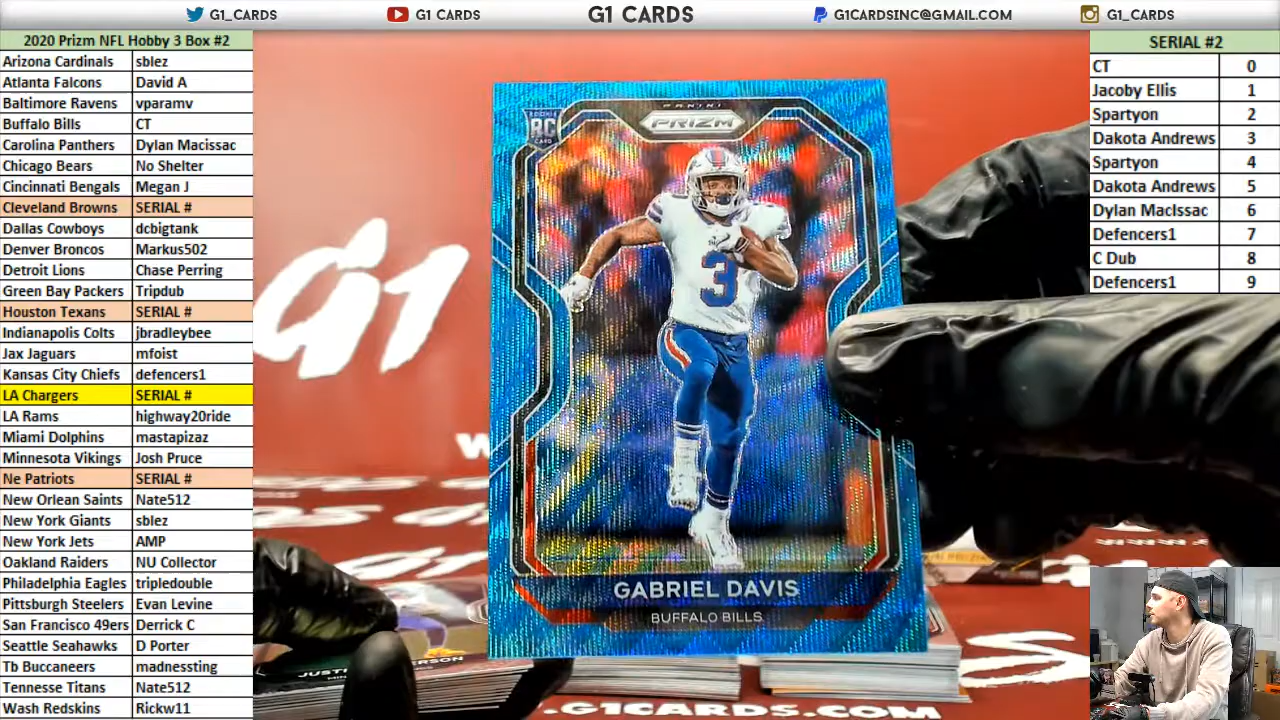 G1_CARDS
G1 CARDS
G1 CARDS
G1CARDSINC@GMAIL.COM
G1_CARDS
2020 Prizm NFL Hobby 3 Box #2
Arizona Cardinals sblez
Atlanta Falcons David A
Baltimore Ravens vparamv
Buffalo Bills CT
Carolina Panthers Dylan Macissac
Chicago Bears No Shelter
Cincinnati Bengals Megan J
Cleveland Browns SERIAL #
Dallas Cowboys dcbigtank
Denver Broncos Markus502
Detroit Lions Chase Perring
Green Bay Packers Tripdub
Houston Texans SERIAL #
Indianapolis Colts jbradleybee
Jax Jaguars mfoist
Kansas City Chiefs defencers1
LA Chargers SERIAL #
LA Rams highway20ride
Miami Dolphins mastapizaz
Minnesota Vikings Josh Pruce
Ne Patriots SERIAL #
New Orlean Saints Nate512
New York Giants sblez
New York Jets AMP
Oakland Raiders NU Collector
Philadelphia Eagles tripledouble
Pittsburgh Steelers Evan Levine
San Francisco 49ers Derrick C
Seattle Seahawks D Porter
Tb Buccaneers madnessting
Tennesse Titans Nate512
Wash Redskins Rickw11
SERIAL #2
CT 0
Jacoby Ellis 1
Spartyon 2
Dakota Andrews 3
Spartyon 4
Dakota Andrews 5
Dylan MacIssac 6
Defencers1 7
C Dub 8
Defencers1 9
PANINI
PRIZM
ROOKIE
RC
CARD
3
GABRIEL DAVIS
BUFFALO BILLS
G1
W
JUST
ERSON
.G1CARDS.COM